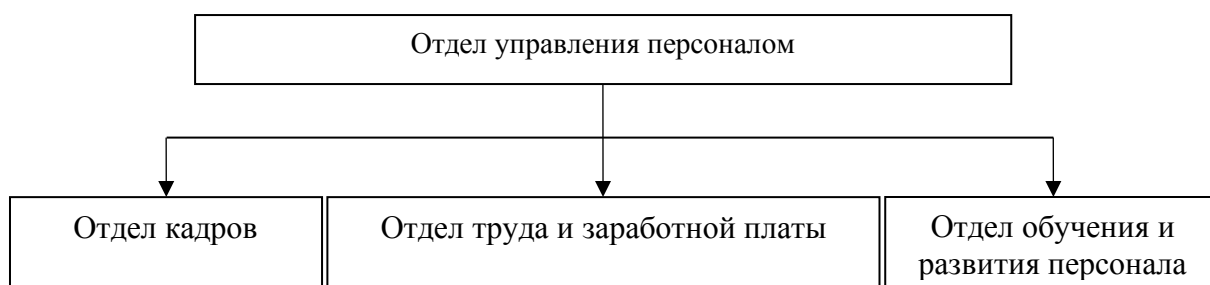 Отдел управления персоналом
Отдел кадров
Отдел труда и заработной платы
Отдел обучения и
развития персонала